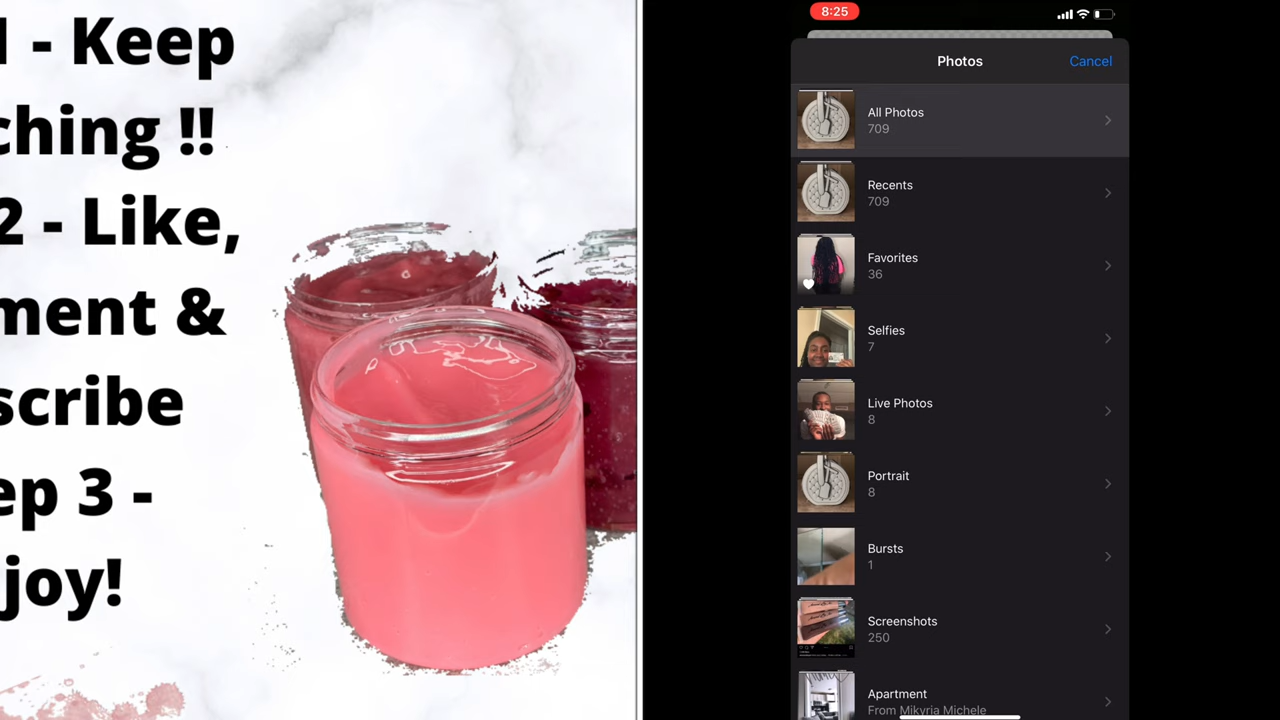 1 - Keep
ching !!
2 - Like,
ment &
scribe
ep 3 -
joy!
8:25
Photos
Cancel
All Photos
709
Recents
709
Favorites
36
Selfies
7
Live Photos
8
Portrait
8
Bursts
1
Screenshots
250
Apartment
From Mikyria Michele